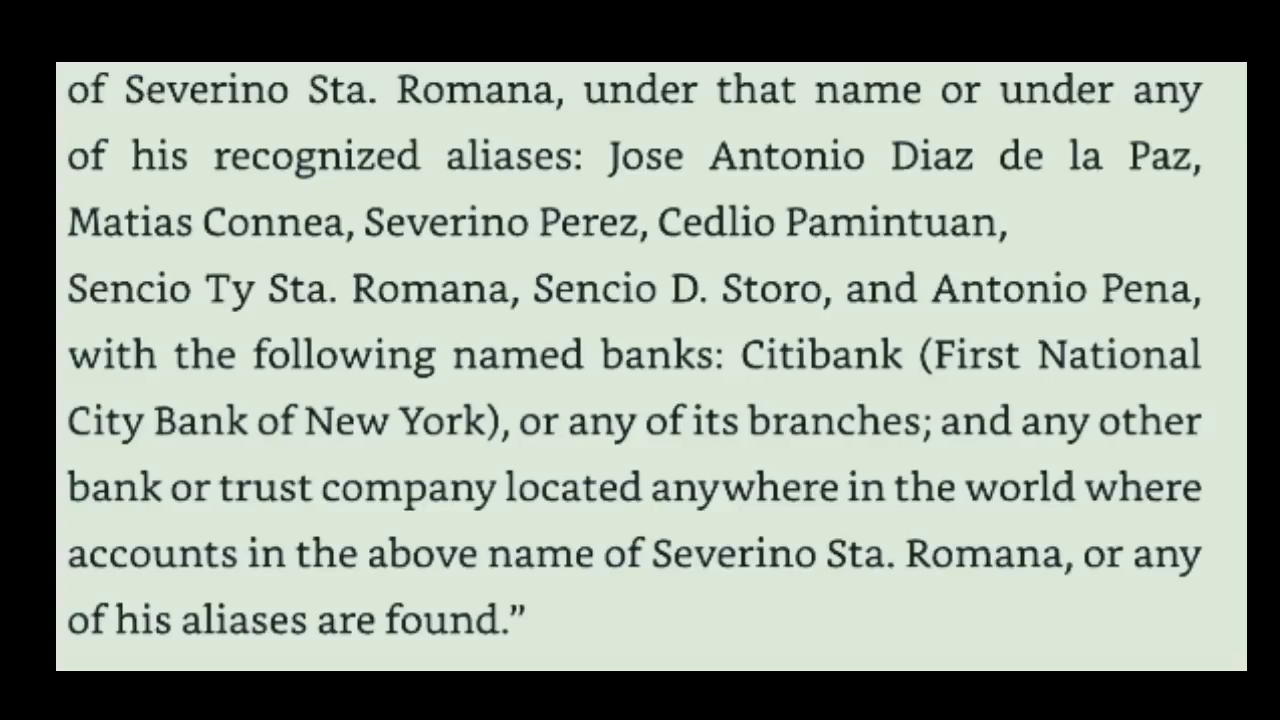 of Severino Sta. Romana, under that name or under any
of his recognized aliases: Jose Antonio Diaz de la Paz,
Matias Connea, Severino Perez, Cedlio Pamintuan,
Sencio Ty Sta. Romana, Sencio D. Storo, and Antonio Pena,
with the following named banks: Citibank (First National
City Bank of New York), or any of its branches; and any other
bank or trust company located anywhere in the world where
accounts in the above name of Severino Sta. Romana, or any
of his aliases are found.”